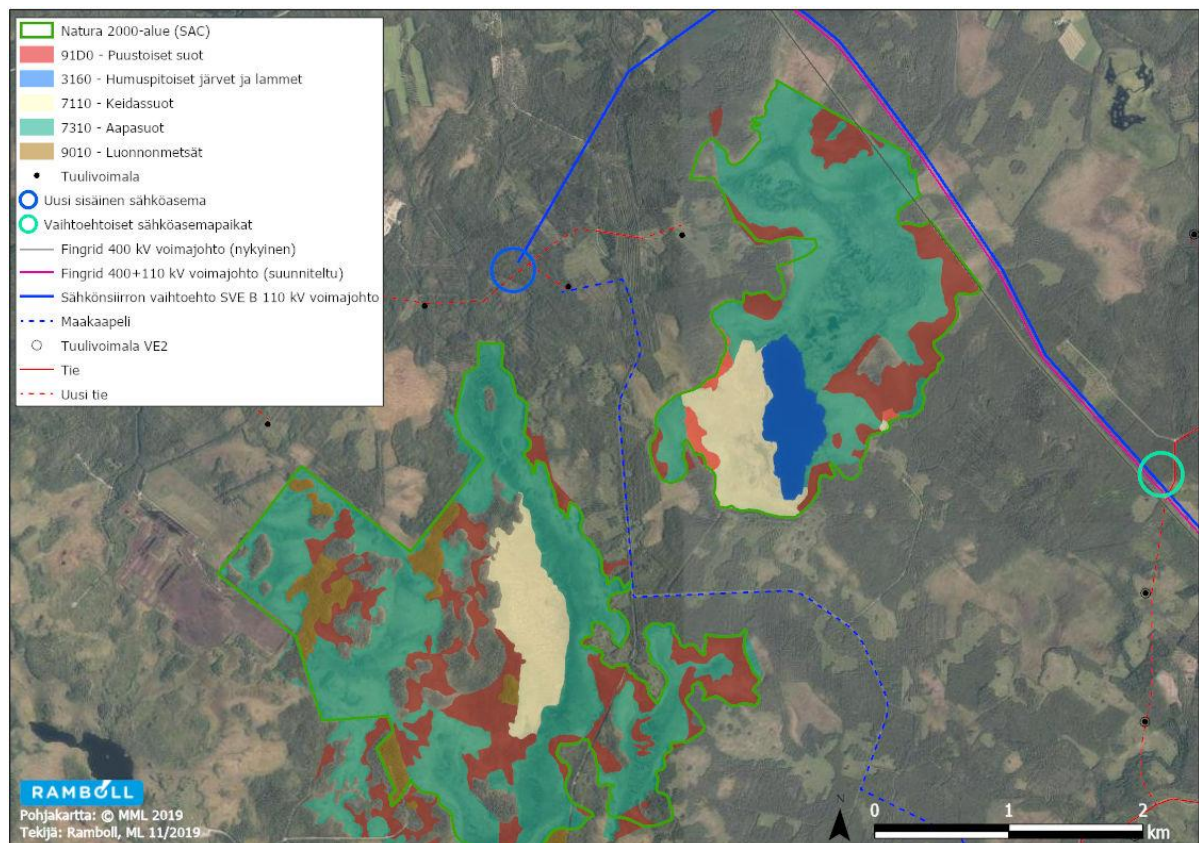 Natura 2000-alue (SAC)
91D0 - Puustoiset suot
3160 - Humuspitoiset järvet ja lammet
7110 - Keidassuot
7310 - Aapasuot
9010 - Luonnonmetsät
Tuulivoimala
Uusi sisäinen sähköasema
Vaihtoehtoiset sähköasemapaikat
Fingrid 400 kV voimajohto (nykyinen)
Fingrid 400+110 kV voimajohto (suunniteltu)
Sähkönsiirron vaihtoehto SVE B 110 kV voimajohto
Maakaapeli
Tuulivoimala VE2
Tie
Uusi tie
RAMBOLL
Pohjakartta: © MML 2019
Tekijä: Ramboll, ML 11/2019
N
0 1 2
km